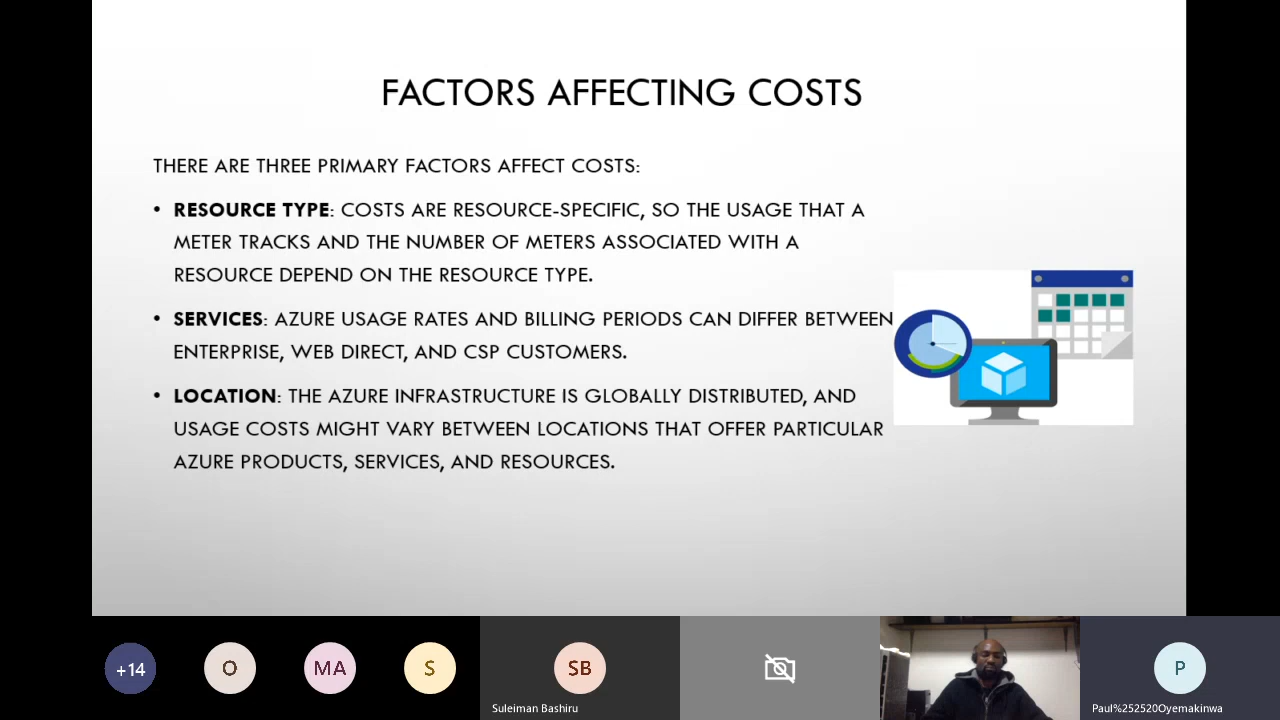 FACTORS AFFECTING COSTS
THERE ARE THREE PRIMARY FACTORS AFFECT COSTS:
• RESOURCE TYPE: COSTS ARE RESOURCE-SPECIFIC, SO THE USAGE THAT A
METER TRACKS AND THE NUMBER OF METERS ASSOCIATED WITH A
RESOURCE DEPEND ON THE RESOURCE TYPE.
• SERVICES: AZURE USAGE RATES AND BILLING PERIODS CAN DIFFER BETWEEN
ENTERPRISE, WEB DIRECT, AND CSP CUSTOMERS.
• LOCATION: THE AZURE INFRASTRUCTURE IS GLOBALLY DISTRIBUTED, AND
USAGE COSTS MIGHT VARY BETWEEN LOCATIONS THAT OFFER PARTICULAR
AZURE PRODUCTS, SERVICES, AND RESOURCES.
+14
O
MA
S
SB
P
Suleiman Bashiru
Paul%252520Oyemakinwa